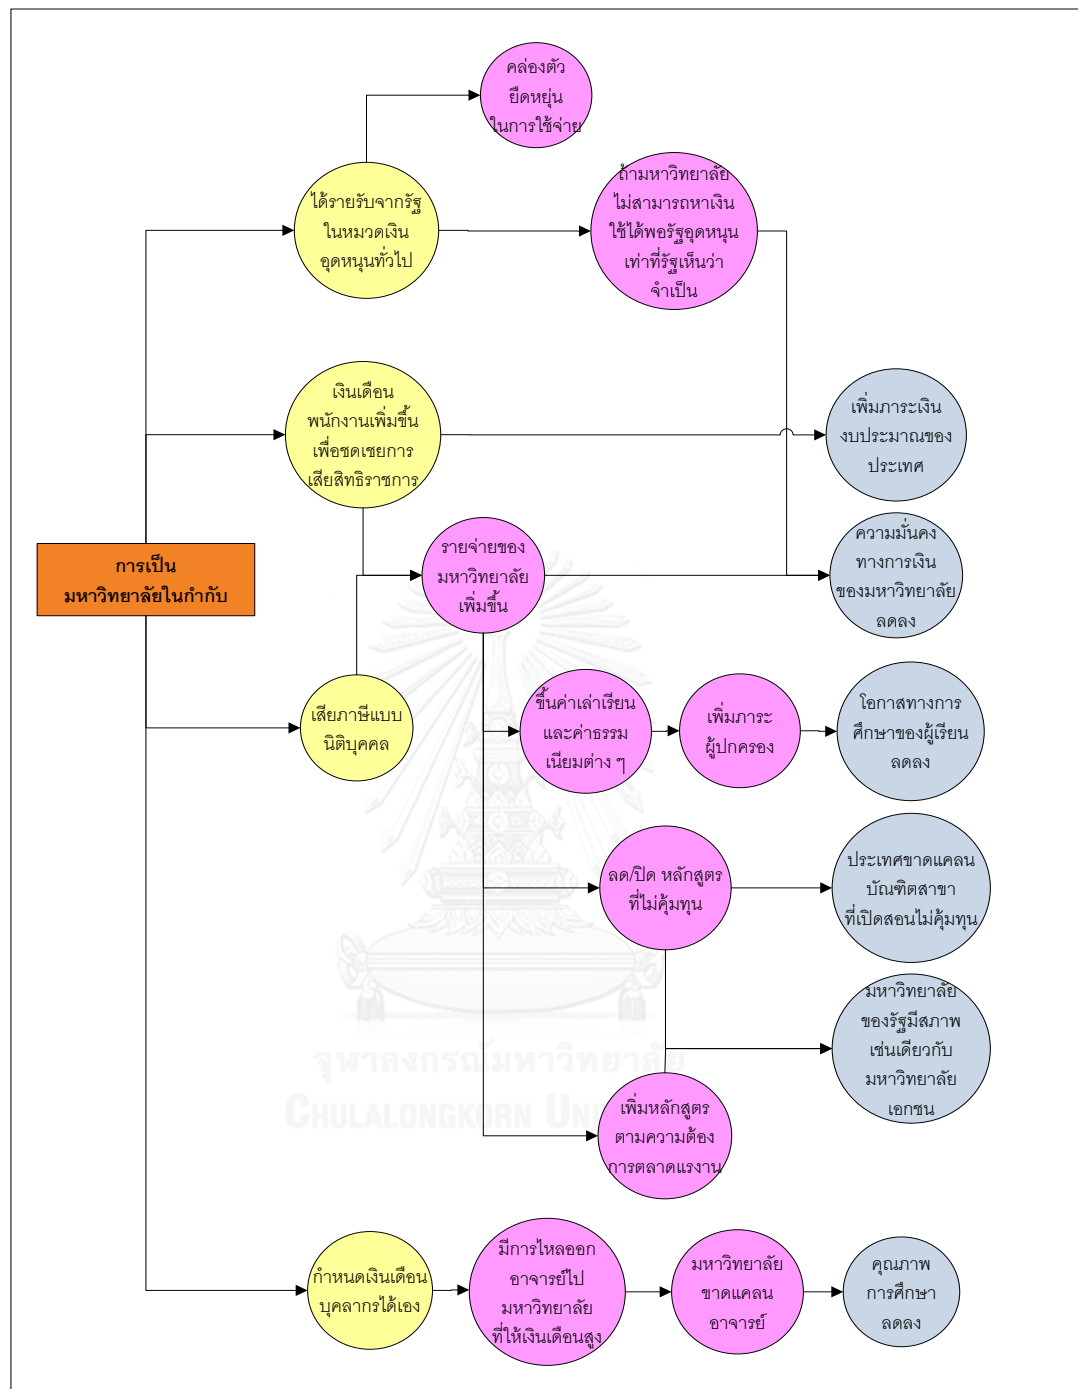 คล่องตัว
ยืดหยุ่น
ในการใช้จ่าย
ได้รายรับจากรัฐ
ในหมวดเงิน
อุดหนุนทั่วไป
ถ้ามหาวิทยาลัย
ไม่สามารถหาเงิน
ใช้ได้พอรัฐอุดหนุน
เท่าที่รัฐเห็นว่า
จำเป็น
เงินเดือน
พนักงานเพิ่มขึ้น
เพื่อชดเชยการ
เสียสิทธิราชการ
เพิ่มภาระเงิน
งบประมาณของ
ประเทศ
การเป็น
มหาวิทยาลัยในกำกับ
รายจ่ายของ
มหาวิทยาลัย
เพิ่มขึ้น
ความมั่นคง
ทางการเงิน
ของมหาวิทยาลัย
ลดลง
เสียภาษีแบบ
นิติบุคคล
ขึ้นค่าเล่าเรียน
และค่าธรรม
เนียมต่าง ๆ
เพิ่มภาระ
ผู้ปกครอง
โอกาสทางการ
ศึกษาของผู้เรียน
ลดลง
ลด/ปิด หลักสูตร
ที่ไม่คุ้มทุน
ประเทศขาดแคลน
บัณฑิตสาขา
ที่เปิดสอนไม่คุ้มทุน
มหาวิทยาลัย
ของรัฐมีสภาพ
เช่นเดียวกับ
มหาวิทยาลัย
เอกชน
จุฬาลงกรณ์มหาวิทยาลัย
CHULALONGKORN
เพิ่มหลักสูตร
ตามความต้อง
การตลาดแรงาน
กำหนดเงินเดือน
บุคลากรได้เอง
มีการไหลออก
อาจารย์ไป
มหาวิทยาลัย
ที่ให้เงินเดือนสูง
มหาวิทยาลัย
ขาดแคลน
อาจารย์
คุณภาพ
การศึกษา
ลดลง